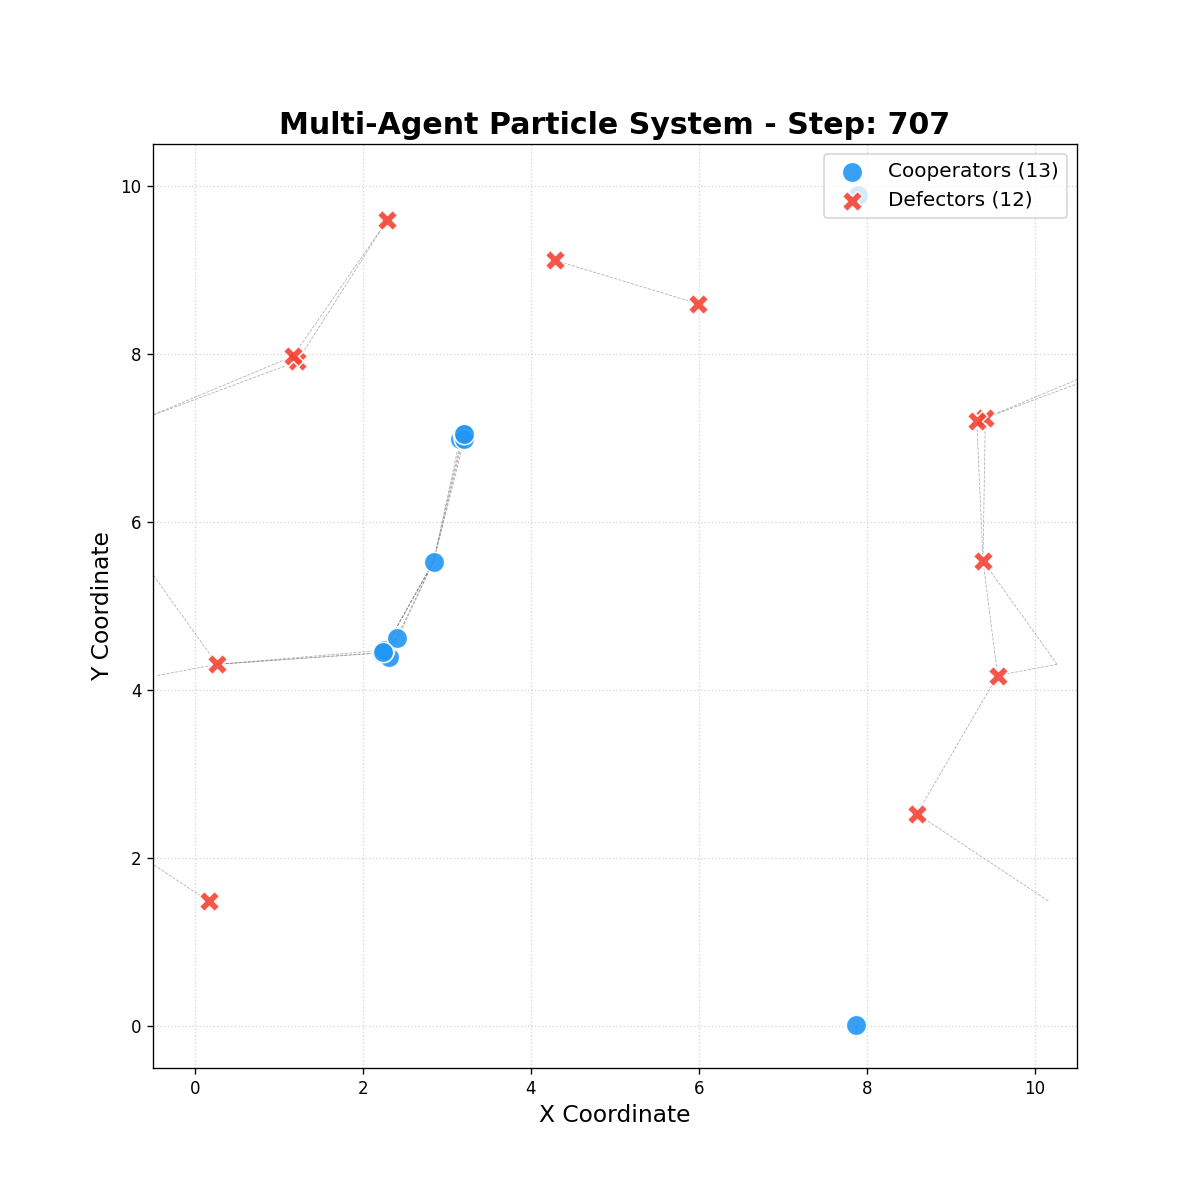 Multi-Agent Particle System - Step: 707
Cooperators (13)
Defectors (12)
10
8
6
4
2
0
Y Coordinate
0 2 4 6 8 10
X Coordinate